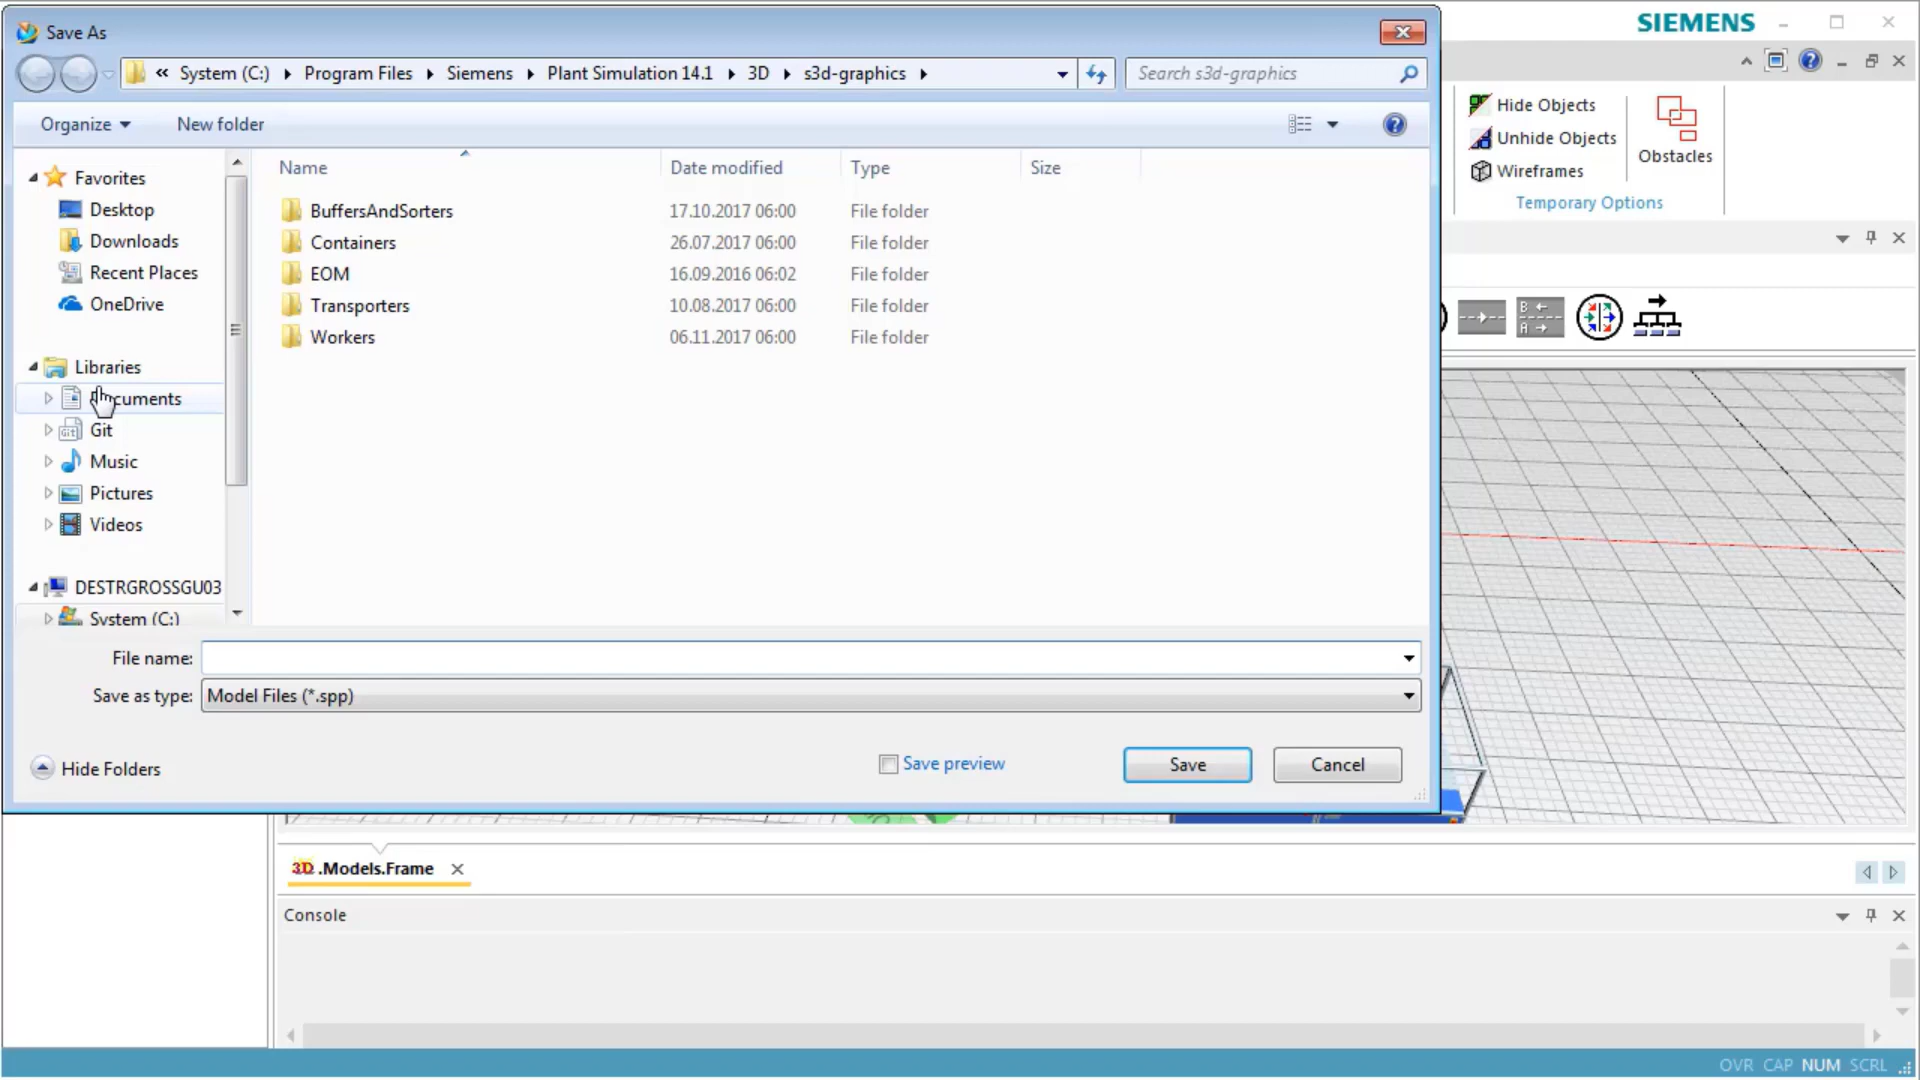 Save As
SIEMENS
« System (C:) Program Files Siemens Plant Simulation 14.1 3D s3d-graphics
Search s3d-graphics
Organize
New folder
Hide Objects
Unhide Objects
Wireframes
Obstacles
Temporary Options
Name Date modified Type Size
Favorites
Desktop
Downloads
Recent Places
OneDrive
Libraries
cuments
Git
Music
Pictures
Videos
DESTRGROSSGU03
System (C:)
BuffersAndSorters 17.10.2017 06:00 File folder
Containers 26.07.2017 06:00 File folder
EOM 16.09.2016 06:02 File folder
Transporters 10.08.2017 06:00 File folder
Workers 06.11.2017 06:00 File folder
B
A
File name:
Save as type: Model Files (*.spp)
Hide Folders
Save preview
Save
Cancel
3D .Models.Frame
Console
OVR CAP NUM SCRL